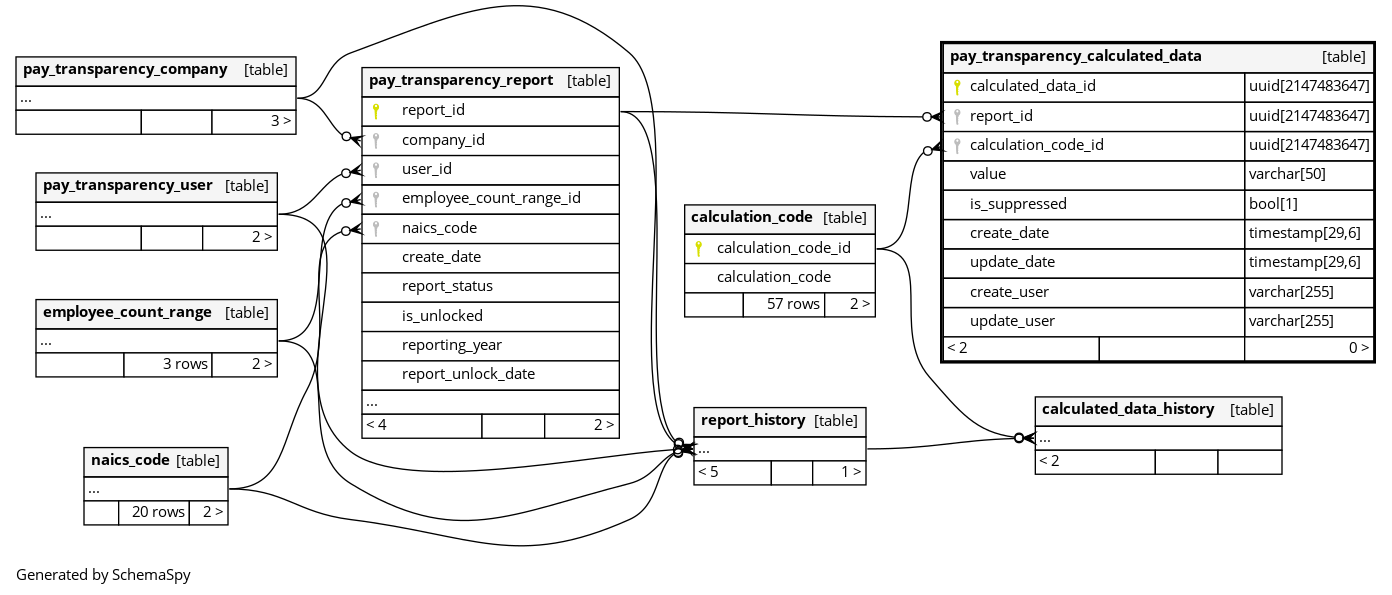 pay_transparency_company [table]
...
3 >
pay_transparency_user [table]
...
2 >
employee_count_range [table]
...
3 rows 2 >
naics_code [table]
...
20 rows 2 >
pay_transparency_report [table]
report_id
company_id
user_id
employee_count_range_id
naics_code
create_date
report_status
is_unlocked
reporting_year
report_unlock_date
...
< 4 2 >
calculation_code [table]
calculation_code_id
calculation_code
57 rows 2 >
report_history [table]
...
< 5 1 >
pay_transparency_calculated_data [table]
calculated_data_id uuid[2147483647]
report_id uuid[2147483647]
calculation_code_id uuid[2147483647]
value varchar[50]
is_suppressed bool[1]
create_date timestamp[29,6]
update_date timestamp[29,6]
create_user varchar[255]
update_user varchar[255]
< 2 0 >
calculated_data_history [table]
...
< 2
Generated by SchemaSpy